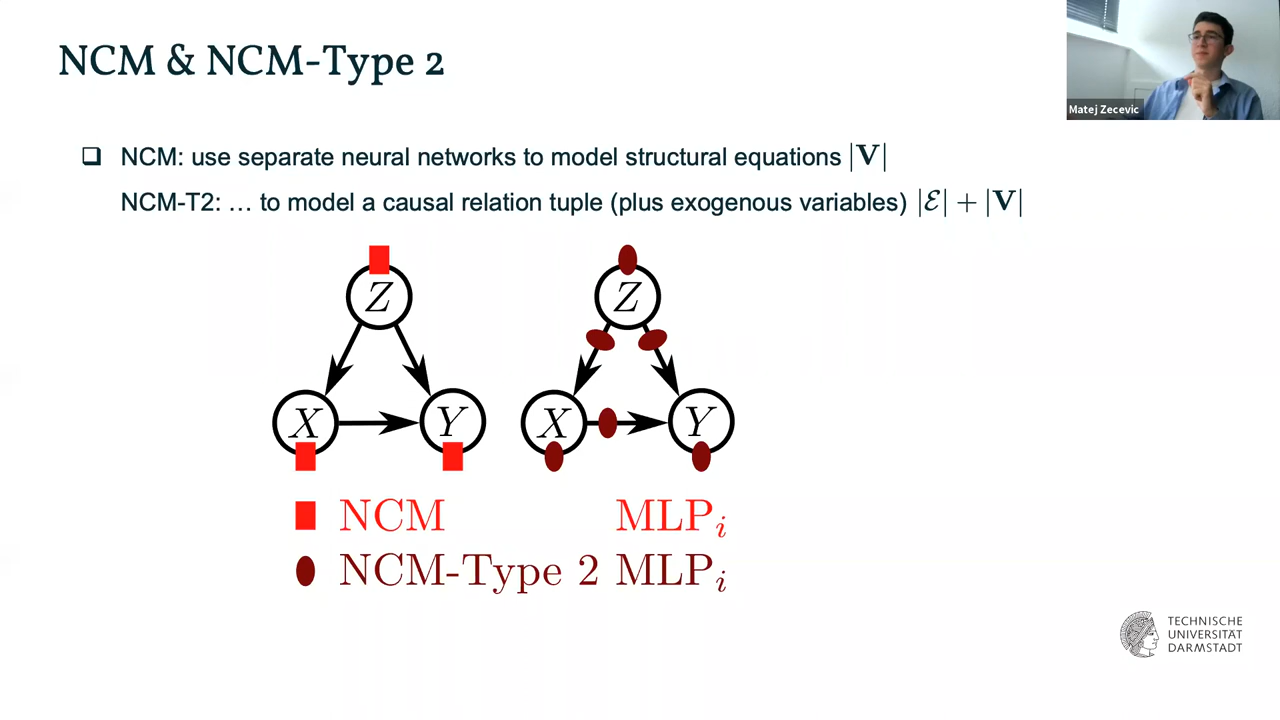 NCM & NCM-Type 2
Matej Zecevic
❑ NCM: use separate neural networks to model structural equations |V|
NCM-T2: … to model a causal relation tuple (plus exogenous variables) |ℰ| + |V|
Z
Z
X
Y
X
Y
NCM MLP_i
NCM-Type 2 MLP_i
TECHNISCHE
UNIVERSITÄT
DARMSTADT